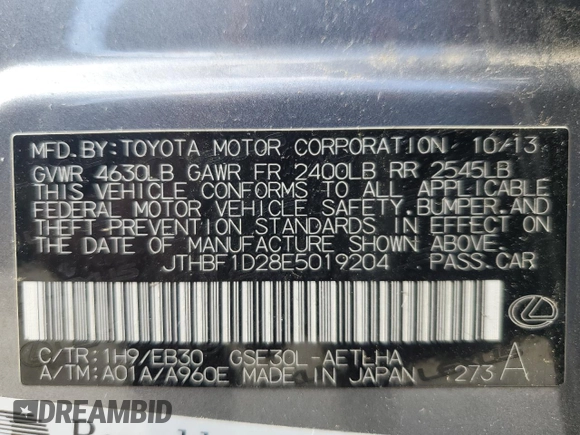 MFD.BY:TOYOTA MOTOR CORPORATION 10/13
GVWR 4630LB GAWR FR 2400LB RR 2545LB
THIS VEHICLE CONFORMS TO ALL APPLICABLE
FEDERAL MOTOR VEHICLE SAFETY,BUMPER,AND
THEFT PREVENTION STANDARDS IN EFFECT ON
THE DATE OF MANUFACTURE SHOWN ABOVE.
JTHBF1D28E5019204 PASS.CAR
C/TR:1H9/EB30 GSE30L-AETLHA
A/TM:A01A/A960E MADE IN JAPAN :273 A
DREAMBID